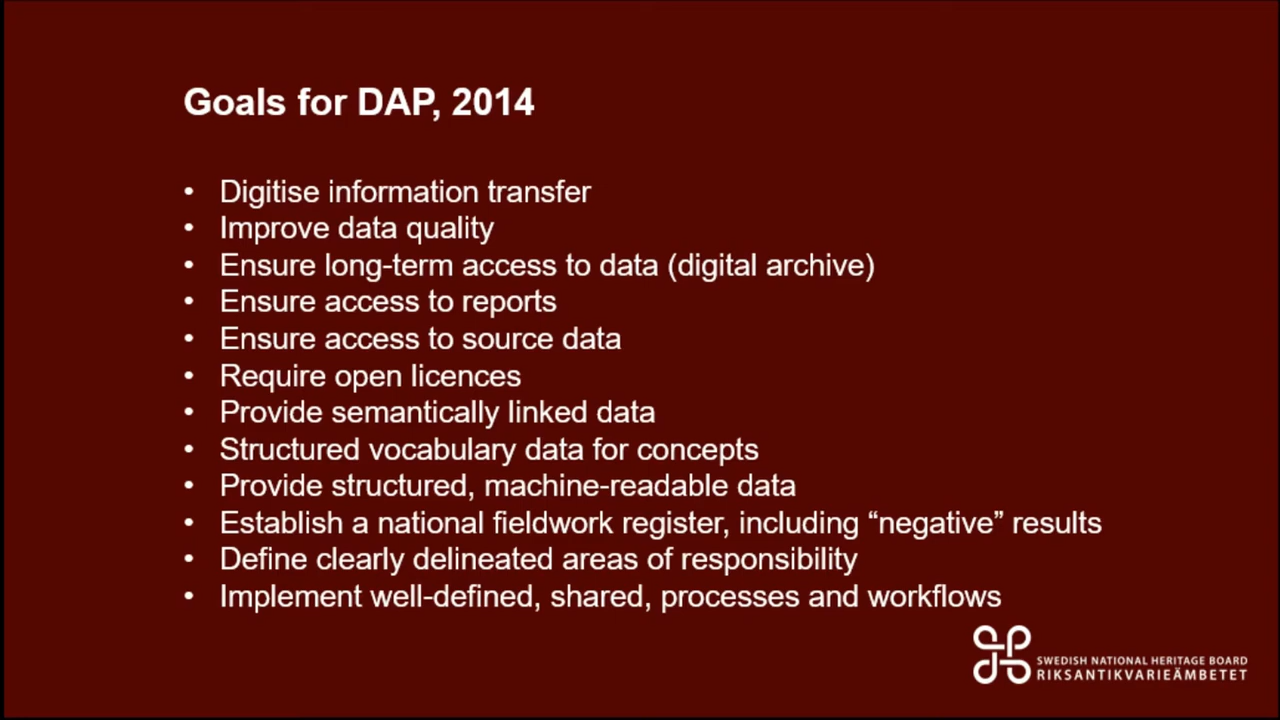 Goals for DAP, 2014
• Digitise information transfer
• Improve data quality
• Ensure long-term access to data (digital archive)
• Ensure access to reports
• Ensure access to source data
• Require open licences
• Provide semantically linked data
• Structured vocabulary data for concepts
• Provide structured, machine-readable data
• Establish a national fieldwork register, including “negative” results
• Define clearly delineated areas of responsibility
• Implement well-defined, shared, processes and workflows
SWEDISH NATIONAL HERITAGE BOARD
RIKSANTIKVARIEÄMBETET